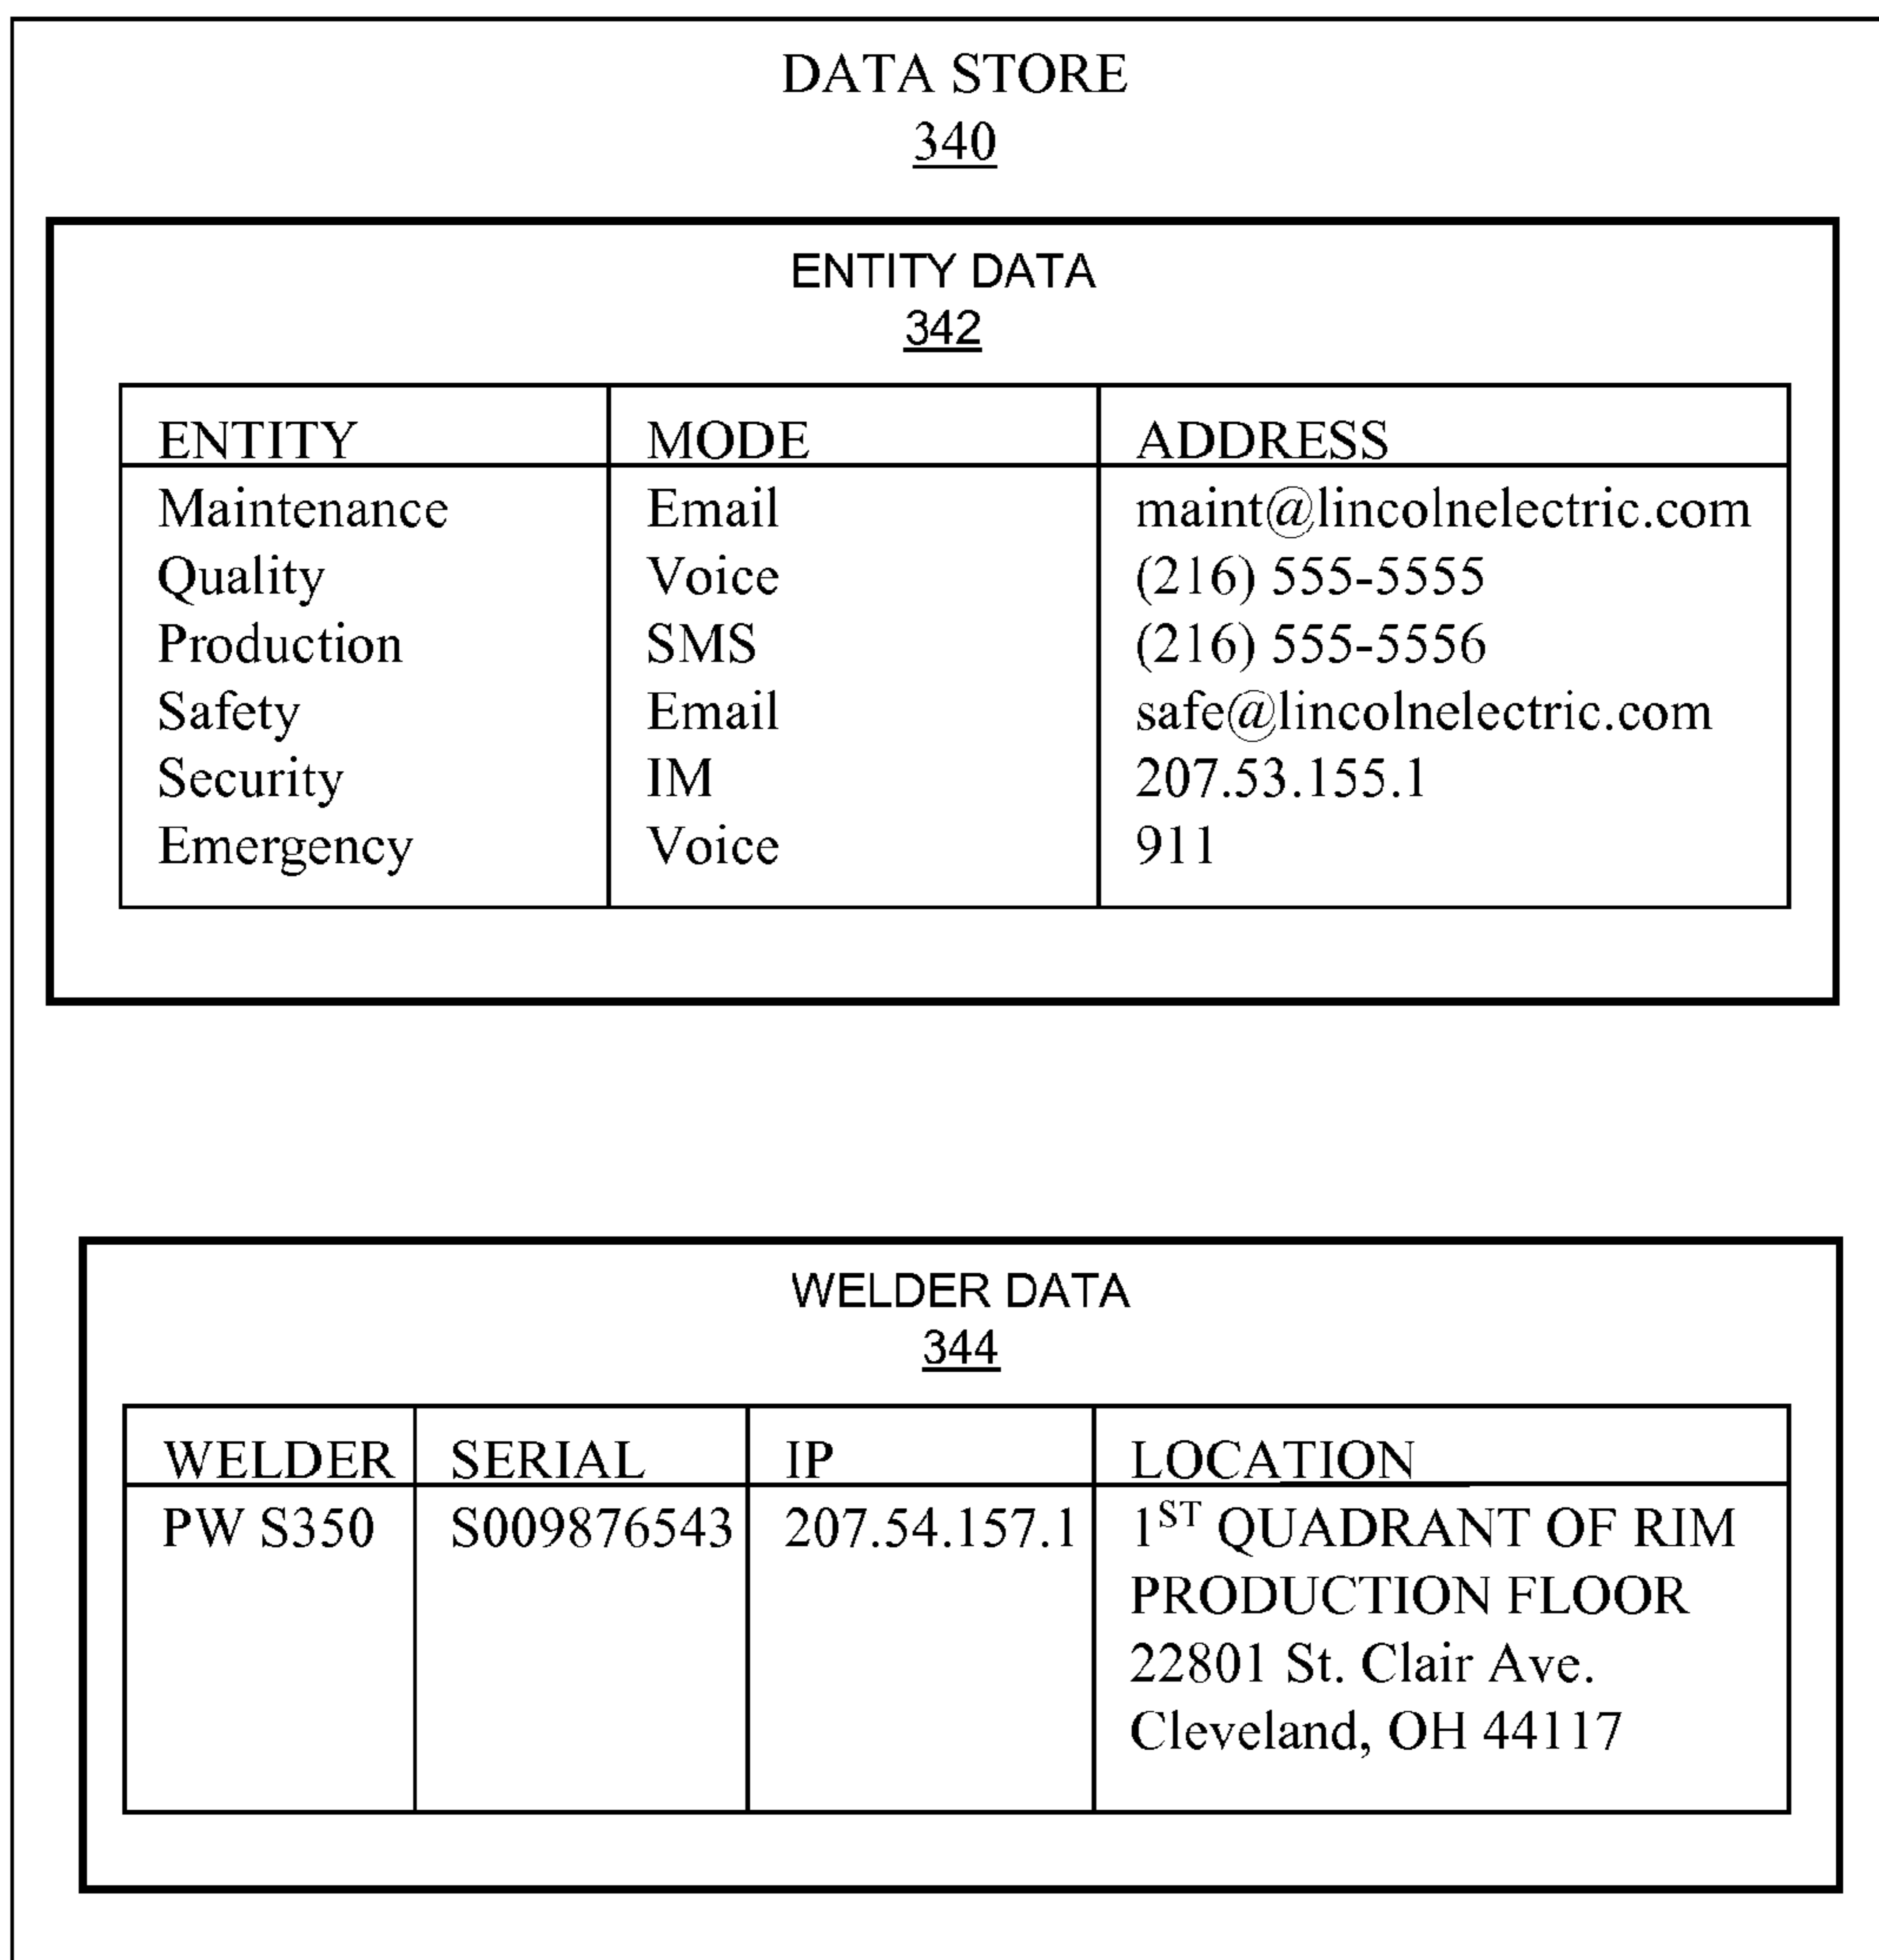 DATA STORE
340
ENTITY DATA
342
ENTITY MODE ADDRESS
Maintenance Email maint@lincolnelectric.com
Quality Voice (216) 555-5555
Production SMS (216) 555-5556
Safety Email safe@lincolnelectric.com
Security IM 207.53.155.1
Emergency Voice 911
WELDER DATA
344
WELDER SERIAL IP LOCATION
PW S350 S009876543 207.54.157.1 1ST QUADRANT OF RIM
PRODUCTION FLOOR
22801 St. Clair Ave.
Cleveland, OH 44117